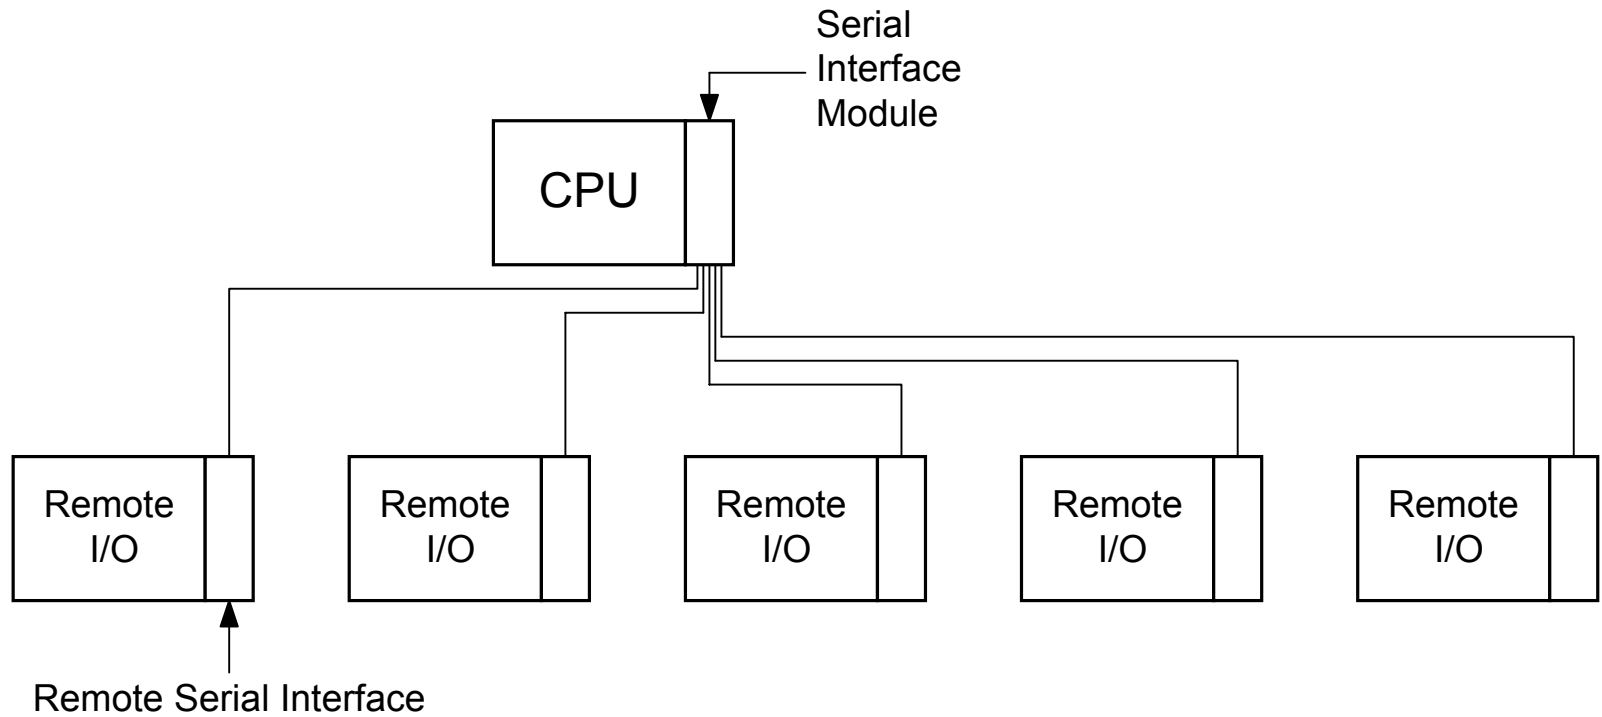 Serial
Interface
Module
CPU
Remote
I/O
Remote
I/O
Remote
I/O
Remote
I/O
Remote
I/O
Remote Serial Interface